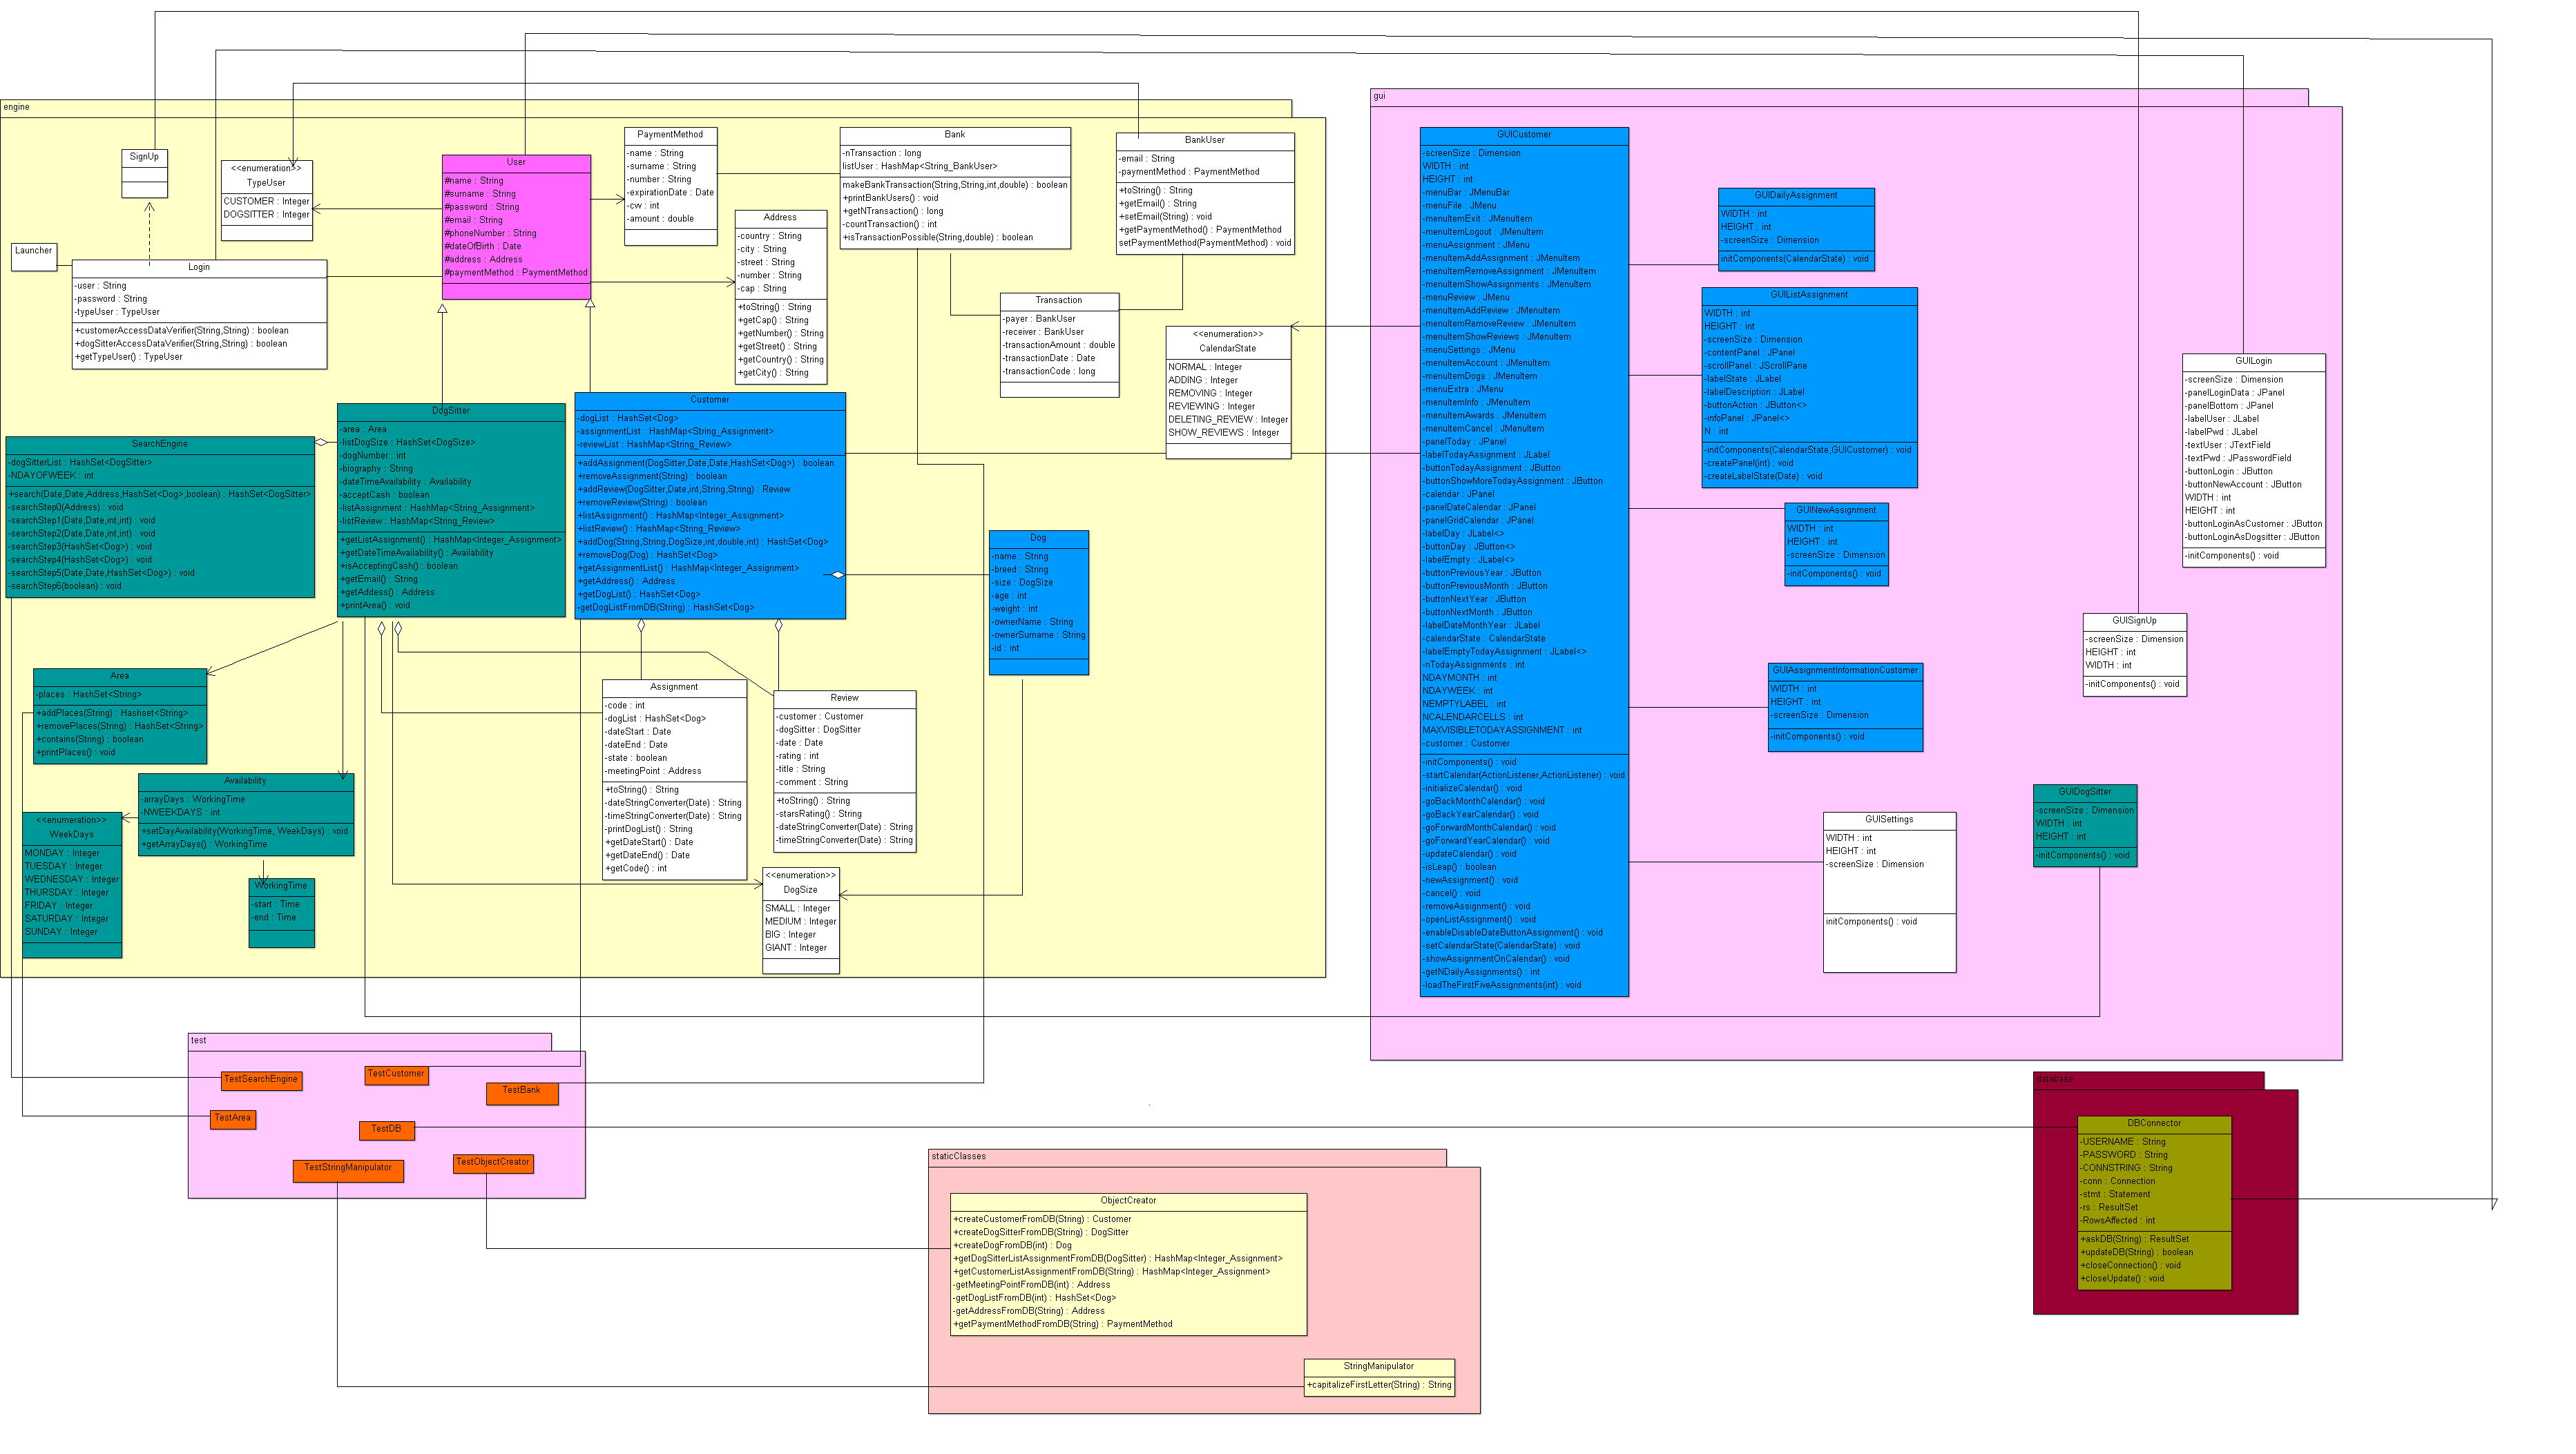 engine
SignUp
<<enumeration>>
TypeUser
CUSTOMER : Integer
DOGSITTER : Integer
Launcher
Login
-user : String
-password : String
-typeUser : TypeUser
+customerAccessDataVerifier(String,String) : boolean
+dogSitterAccessDataVerifier(String,String) : boolean
+getTypeUser() : TypeUser
User
#name : String
#surname : String
#password : String
#email : String
#phoneNumber : String
#dateOfBirth : Date
#address : Address
#paymentMethod : PaymentMethod
PaymentMethod
-name : String
-surname : String
-number : String
-expirationDate : Date
-cvv : int
-amount : double
Address
-country : String
-city : String
-street : String
-number : String
-cap : String
+toString() : String
+getCap() : String
+getNumber() : String
+getStreet() : String
+getCountry() : String
+getCity() : String
Bank
-nTransaction : long
listUser : HashMap<String_BankUser>
makeBankTransaction(String,String,int,double) : boolean
+printBankUsers() : void
+getNTransaction() : long
-countTransaction() : int
+isTransactionPossible(String,double) : boolean
BankUser
-email : String
-paymentMethod : PaymentMethod
+toString() : String
+getEmail() : String
+setEmail(String) : void
+getPaymentMethod() : PaymentMethod
setPaymentMethod(PaymentMethod) : void
Transaction
-payer : BankUser
-receiver : BankUser
-transactionAmount : double
-transactionDate : Date
-transactionCode : long
<<enumeration>>
CalendarState
NORMAL : Integer
ADDING : Integer
REMOVING : Integer
REVIEWING : Integer
DELETING_REVIEW : Integer
SHOW_REVIEWS : Integer
SearchEngine
-dogSitterList : HashSet<DogSitter>
-NDAYOFWEEK : int
+search(Date,Date,Address,HashSet<Dog>,boolean) : HashSet<DogSitter>
-searchStep0(Address) : void
-searchStep1(Date,Date,int,int) : void
-searchStep2(Date,Date,int,int) : void
-searchStep3(HashSet<Dog>) : void
-searchStep4(HashSet<Dog>) : void
-searchStep5(Date,Date,HashSet<Dog>) : void
-searchStep6(boolean) : void
DogSitter
-area : Area
-listDogSize : HashSet<DogSize>
-dogNumber : int
-biography : String
-dateTimeAvailability : Availability
-acceptCash : boolean
-listAssignment : HashMap<String_Assignment>
-listReview : HashMap<String_Review>
+getListAssignment() : HashMap<Integer_Assignment>
+getDateTimeAvailability() : Availability
+isAcceptingCash() : boolean
+getEmail() : String
+getAddess() : Address
+printArea() : void
Customer
-dogList : HashSet<Dog>
-assignmentList : HashMap<String_Assignment>
-reviewList : HashMap<String_Review>
+addAssignment(DogSitter,Date,Date,HashSet<Dog>) : boolean
+removeAssignment(String) : boolean
+addReview(DogSitter,Date,int,String,String) : Review
+removeReview(String) : boolean
+listAssignment() : HashMap<Integer_Assignment>
+listReview() : HashMap<String_Review>
+addDog(String,String,DogSize,int,double,int) : HashSet<Dog>
+removeDog(Dog) : HashSet<Dog>
+getAssignmentList() : HashMap<Integer_Assignment>
+getAddress() : Address
+getDogList() : HashSet<Dog>
-getDogListFromDB(String) : HashSet<Dog>
Dog
-name : String
-breed : String
-size : DogSize
-age : int
-weight : int
-ownerName : String
-ownerSurname : String
-id : int
Area
-places : HashSet<String>
+addPlaces(String) : Hashset<String>
+removePlaces(String) : HashSet<String>
+contains(String) : boolean
+printPlaces() : void
Availability
-arrayDays : WorkingTime
-NWEEKDAYS : int
+setDayAvailability(WorkingTime, WeekDays) : void
+getArrayDays() : WorkingTime
<<enumeration>>
WeekDays
MONDAY : Integer
TUESDAY : Integer
WEDNESDAY : Integer
THURSDAY : Integer
FRIDAY : Integer
SATURDAY : Integer
SUNDAY : Integer
WorkingTime
-start : Time
-end : Time
Assignment
-code : int
-dogList : HashSet<Dog>
-dateStart : Date
-dateEnd : Date
-state : boolean
-meetingPoint : Address
+toString() : String
-dateStringConverter(Date) : String
-timeStringConverter(Date) : String
-printDogList() : String
+getDateStart() : Date
+getDateEnd() : Date
+getCode() : int
Review
-customer : Customer
-dogSitter : DogSitter
-date : Date
-rating : int
-title : String
-comment : String
+toString() : String
-starsRating() : String
-dateStringConverter(Date) : String
-timeStringConverter(Date) : String
<<enumeration>>
DogSize
SMALL : Integer
MEDIUM : Integer
BIG : Integer
GIANT : Integer
gui
GUICustomer
-screenSize : Dimension
WIDTH : int
HEIGHT : int
-menuBar : JMenuBar
-menuFile : JMenu
-menuItemExit : JMenuItem
-menuItemLogout : JMenuItem
-menuAssignment : JMenu
-menuItemAddAssignment : JMenuItem
-menuItemRemoveAssignment : JMenuItem
-menuItemShowAssignments : JMenuItem
-menuReview : JMenu
-menuItemAddReview : JMenuItem
-menuItemRemoveReview : JMenuItem
-menuItemShowReviews : JMenuItem
-menuSettings : JMenu
-menuItemAccount : JMenuItem
-menuItemDogs : JMenuItem
-menuExtra : JMenu
-menuItemInfo : JMenuItem
-menuItemAwards : JMenuItem
-menuItemCancel : JMenuItem
-panelToday : JPanel
-labelTodayAssignment : JLabel
-buttonTodayAssignment : JButton
-buttonShowMoreTodayAssignment : JButton
-calendar : JPanel
-panelDateCalendar : JPanel
-panelGridCalendar : JPanel
-labelDay : JLabel<>
-buttonDay : JButton<>
-labelEmpty : JLabel<>
-buttonPreviousYear : JButton
-buttonPreviousMonth : JButton
-buttonNextYear : JButton
-buttonNextMonth : JButton
-labelDateMonthYear : JLabel
-calendarState : CalendarState
-labelEmptyTodayAssignment : JLabel<>
-nTodayAssignments : int
NDAYMONTH : int
NDAYWEEK : int
NEMPTYLABEL : int
NCALENDARCELLS : int
MAXVISIBLETODAYASSIGNMENT : int
-customer : Customer
-initComponents() : void
-startCalendar(ActionListener,ActionListener) : void
-initializeCalendar() : void
-goBackMonthCalendar() : void
-goBackYearCalendar() : void
-goForwardMonthCalendar() : void
-goForwardYearCalendar() : void
-updateCalendar() : void
-isLeap() : boolean
-newAssignment() : void
-cancel() : void
-removeAssignment() : void
-openListAssignment() : void
-enableDisableDateButtonAssignment() : void
-setCalendarState(CalendarState) : void
-showAssignmentOnCalendar() : void
-getNDailyAssignments() : int
-loadTheFirstFiveAssignments(int) : void
GUIDailyAssignment
WIDTH : int
HEIGHT : int
-screenSize : Dimension
initComponents(CalendarState) : void
GUIListAssignment
WIDTH : int
HEIGHT : int
-screenSize : Dimension
-contentPanel : JPanel
-scrollPanel : JScrollPane
-labelState : JLabel
-labelDescription : JLabel
-buttonAction : JButton<>
-infoPanel : JPanel<>
N : int
-initComponents(CalendarState,GUICustomer) : void
-createPanel(int) : void
-createLabelState(Date) : void
GUINewAssignment
WIDTH : int
HEIGHT : int
-screenSize : Dimension
-initComponents() : void
GUIAssignmentInformationCustomer
WIDTH : int
HEIGHT : int
-screenSize : Dimension
-initComponents() : void
GUISettings
WIDTH : int
HEIGHT : int
-screenSize : Dimension
initComponents() : void
GUILogin
-screenSize : Dimension
-panelLoginData : JPanel
-panelBottom : JPanel
-labelUser : JLabel
-labelPwd : JLabel
-textUser : JTextField
-textPwd : JPasswordField
-buttonLogin : JButton
-buttonNewAccount : JButton
WIDTH : int
HEIGHT : int
-buttonLoginAsCustomer : JButton
-buttonLoginAsDogsitter : JButton
-initComponents() : void
GUISignUp
-screenSize : Dimension
HEIGHT : int
WIDTH : int
-initComponents() : void
GUIDogSitter
-screenSize : Dimension
WIDTH : int
HEIGHT : int
-initComponents() : void
test
TestSearchEngine
TestCustomer
TestBank
TestArea
TestDB
TestStringManipulator
TestObjectCreator
staticClasses
ObjectCreator
+createCustomerFromDB(String) : Customer
+createDogSitterFromDB(String) : DogSitter
+createDogFromDB(int) : Dog
+getDogSitterListAssignmentFromDB(DogSitter) : HashMap<Integer_Assignment>
+getCustomerListAssignmentFromDB(String) : HashMap<Integer_Assignment>
-getMeetingPointFromDB(int) : Address
-getDogListFromDB(int) : HashSet<Dog>
-getAddressFromDB(String) : Address
+getPaymentMethodFromDB(String) : PaymentMethod
StringManipulator
+capitalizeFirstLetter(String) : String
database
DBConnector
-USERNAME : String
-PASSWORD : String
-CONNSTRING : String
-conn : Connection
-stmt : Statement
-rs : ResultSet
-RowsAffected : int
+askDB(String) : ResultSet
+updateDB(String) : boolean
+closeConnection() : void
+closeUpdate() : void